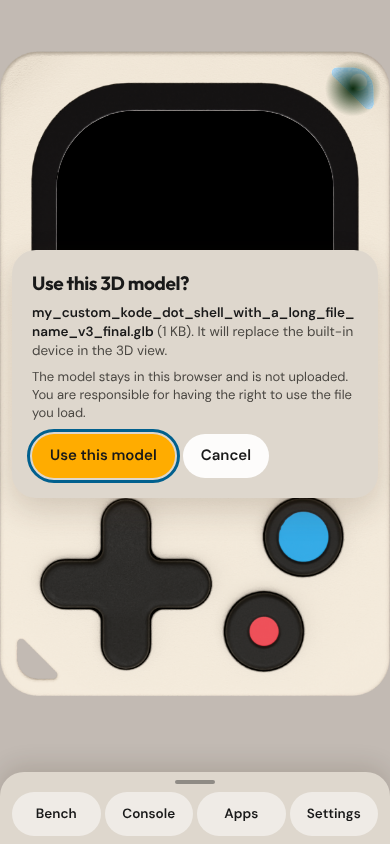 Use this 3D model?
my_custom_kode_dot_shell_with_a_long_file_
name_v3_final.glb (1 KB). It will replace the built-in
device in the 3D view.
The model stays in this browser and is not uploaded.
You are responsible for having the right to use the file
you load.
Use this model
Cancel
Bench
Console
Apps
Settings